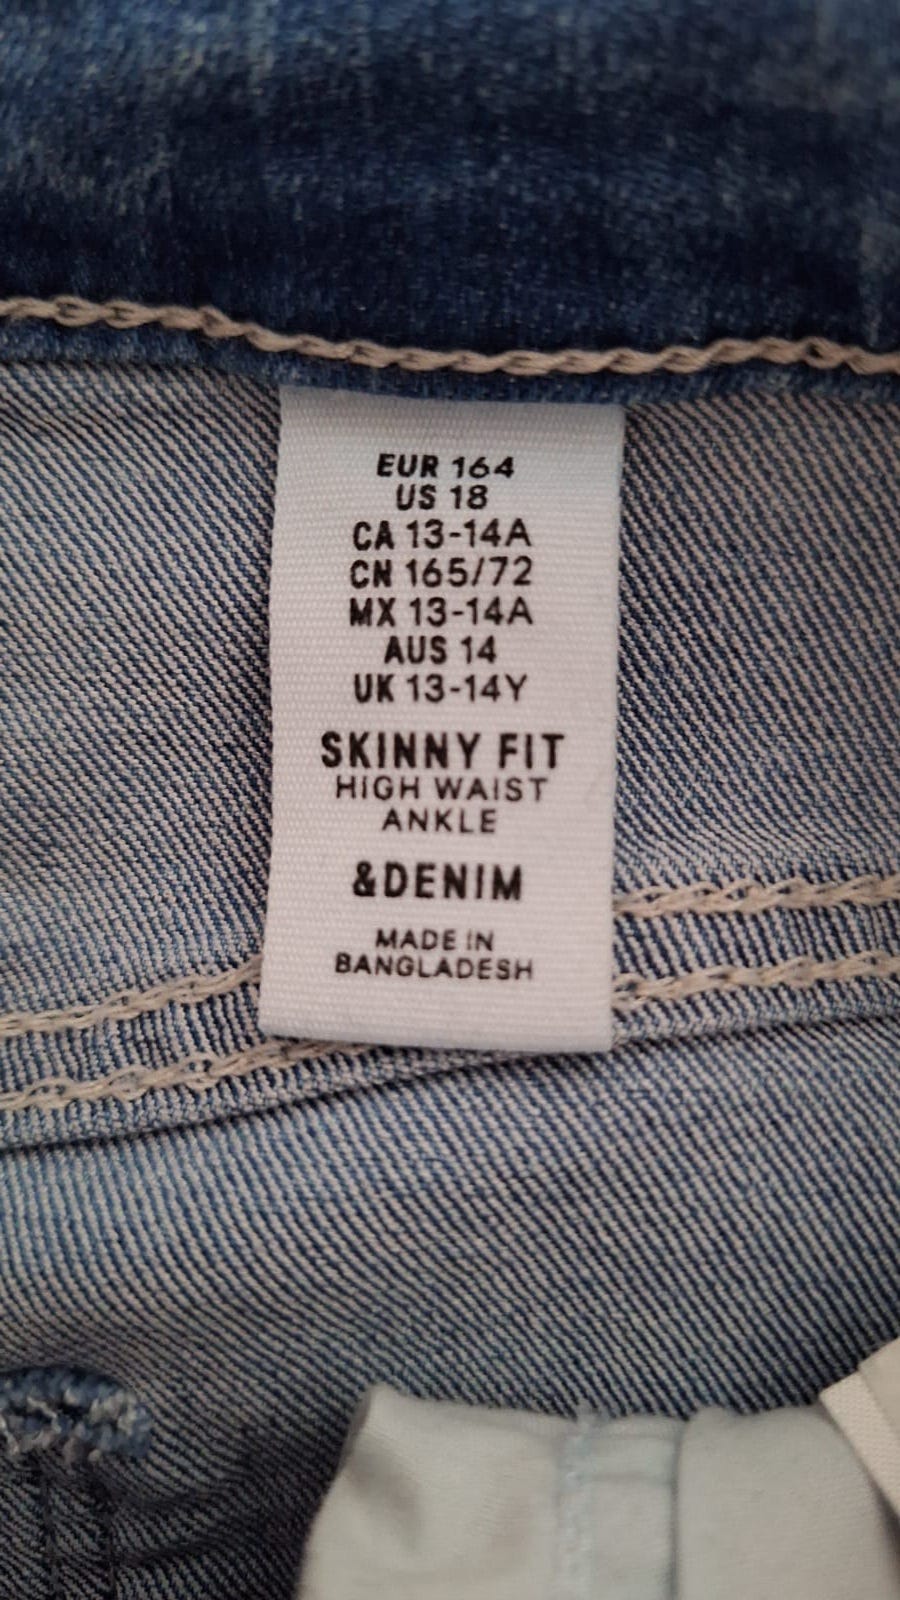 EUR 164
US 18
CA 13-14A
CN 165/72
MX 13-14A
AUS 14
UK 13-14Y
SKINNY FIT
HIGH WAIST
ANKLE
&DENIM
MADE IN
BANGLADESH